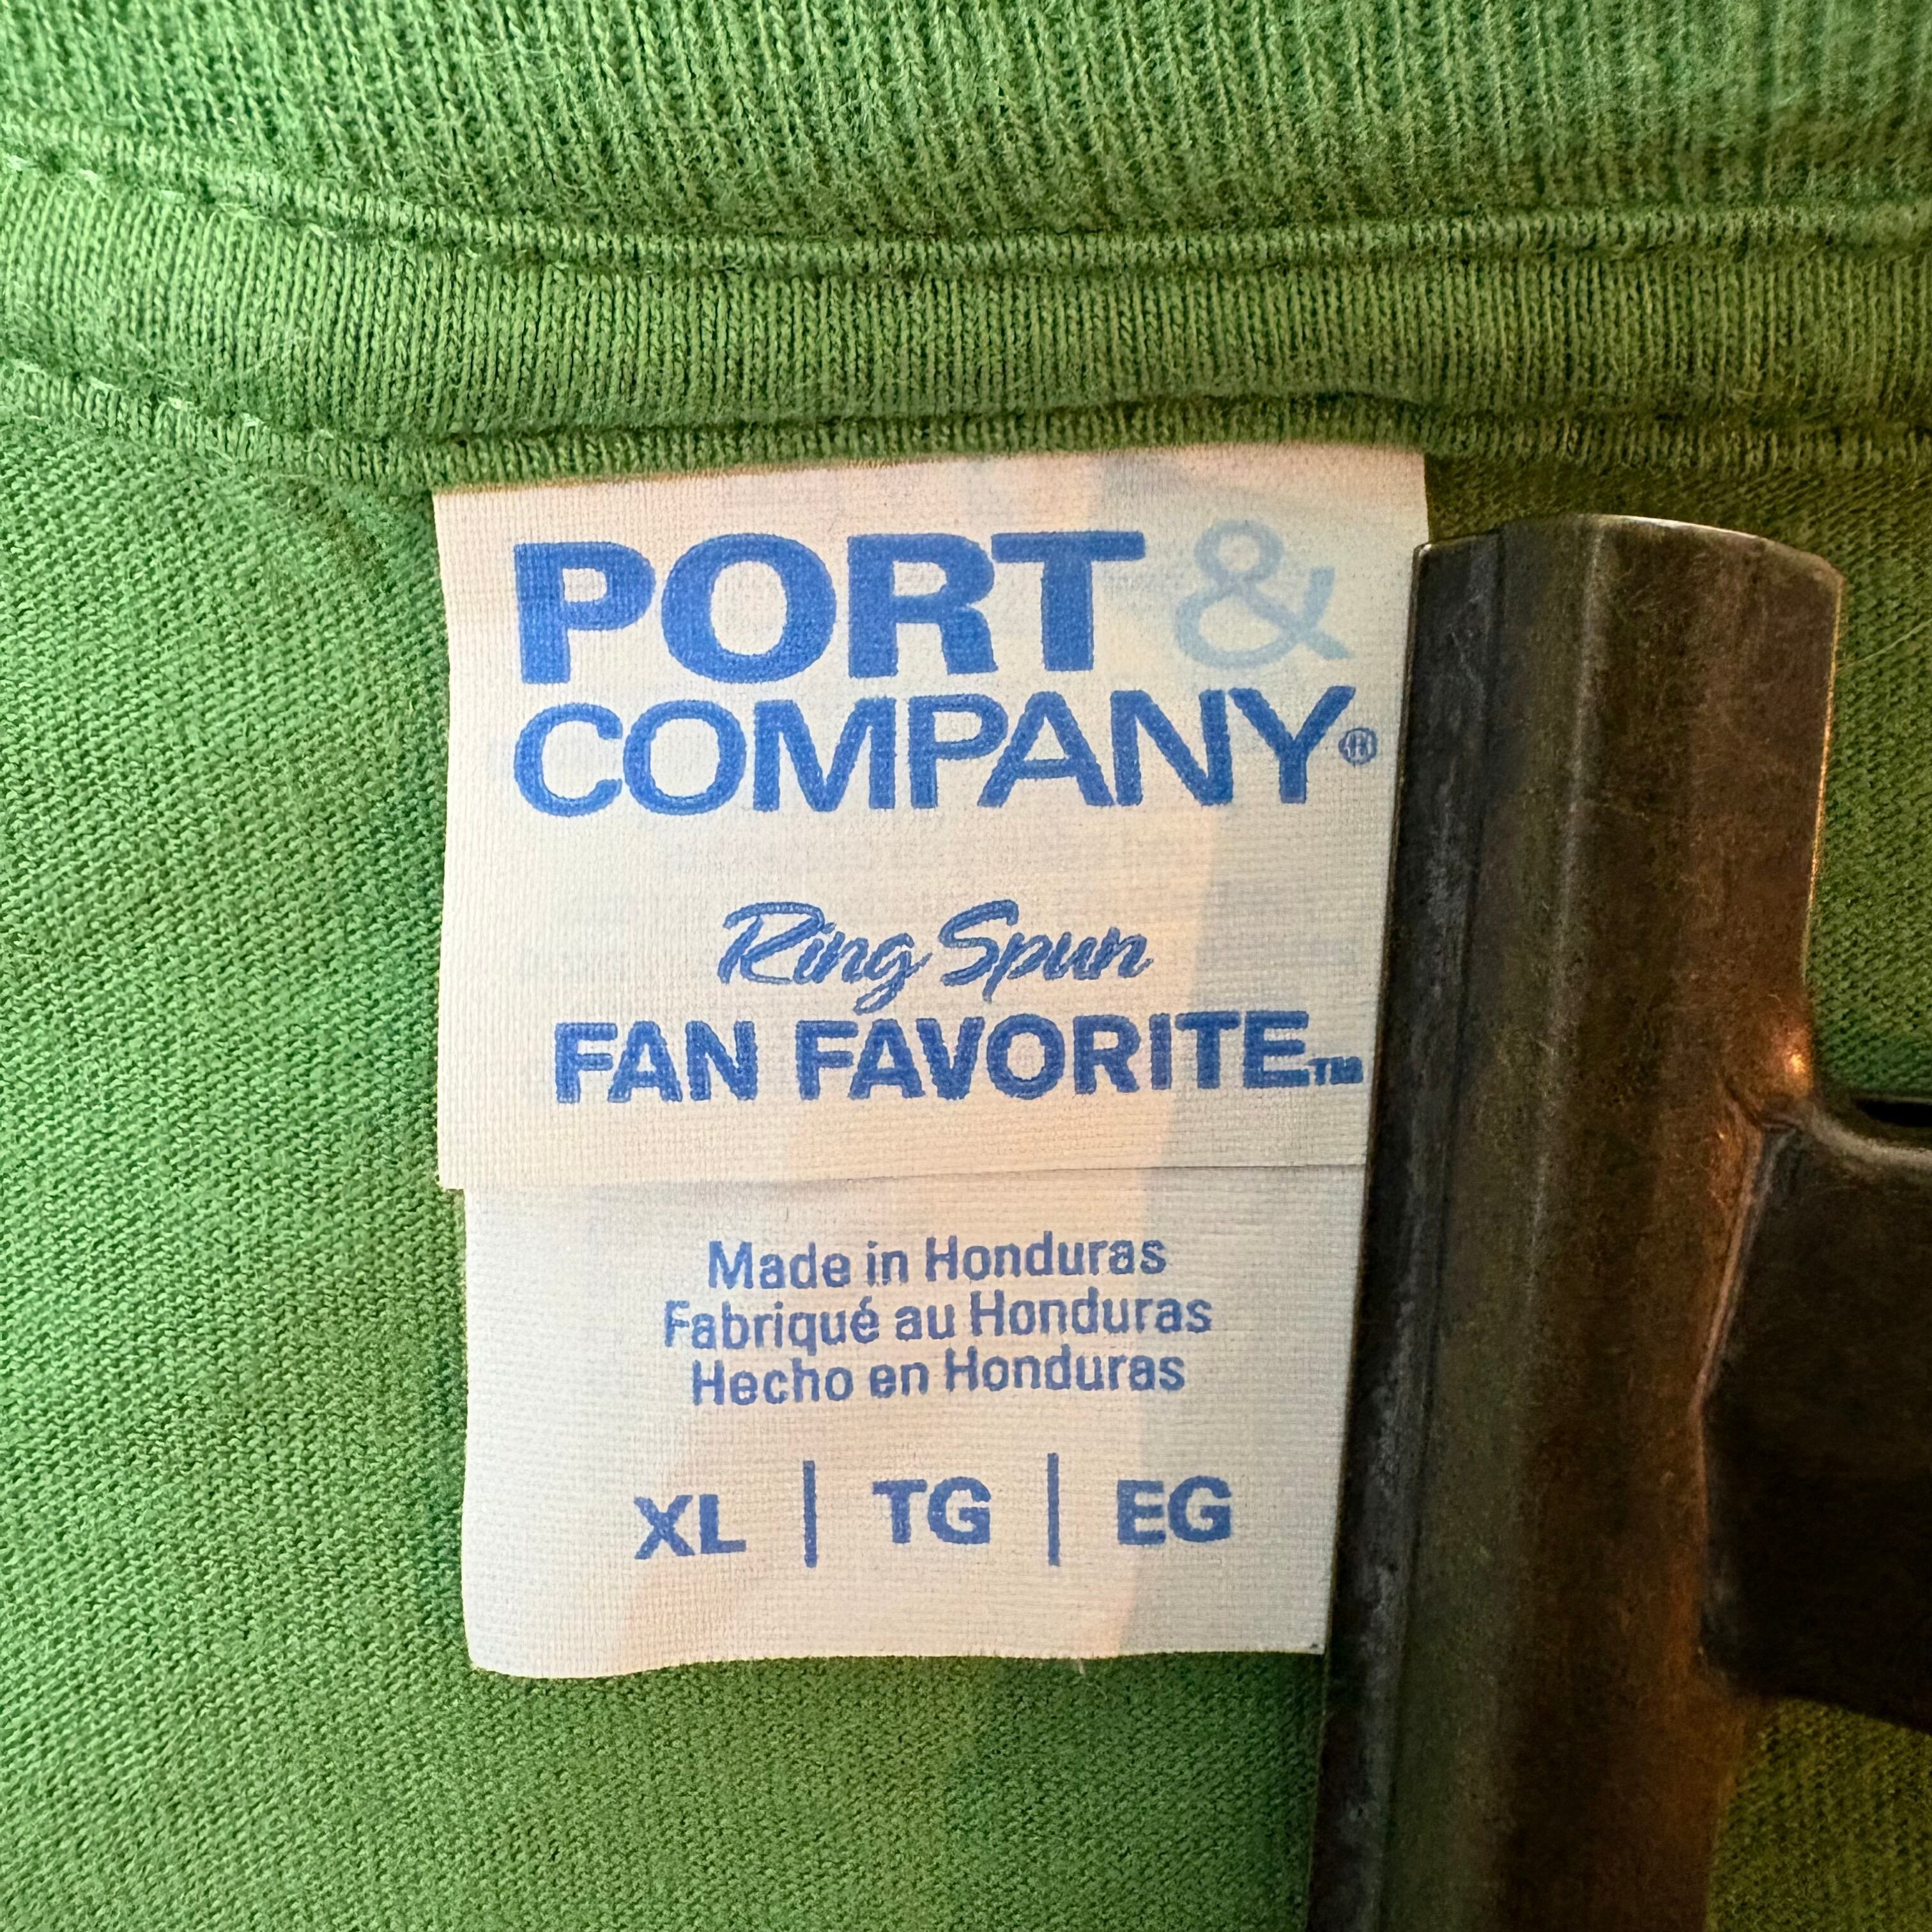 PORT &
COMPANY®
Ring Spun
FAN FAVORITE™
Made in Honduras
Fabriqué au Honduras
Hecho en Honduras
XL | TG | EG